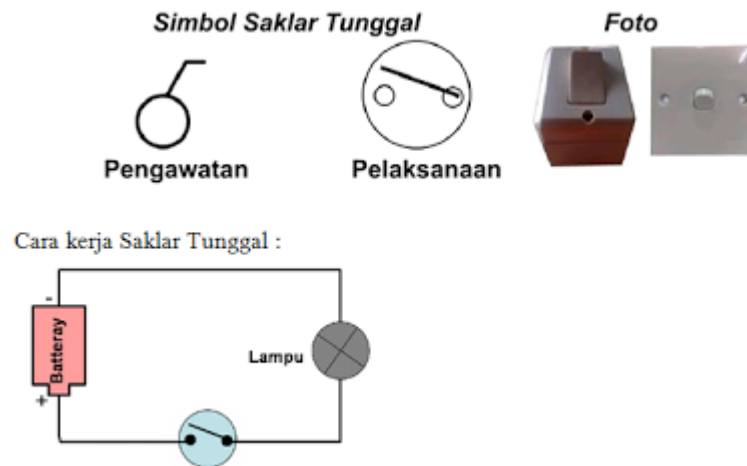 Simbol Saklar Tunggal Foto
Pengawatan Pelaksanaan
Cara kerja Saklar Tunggal :
-
Batteray
Lampu
+